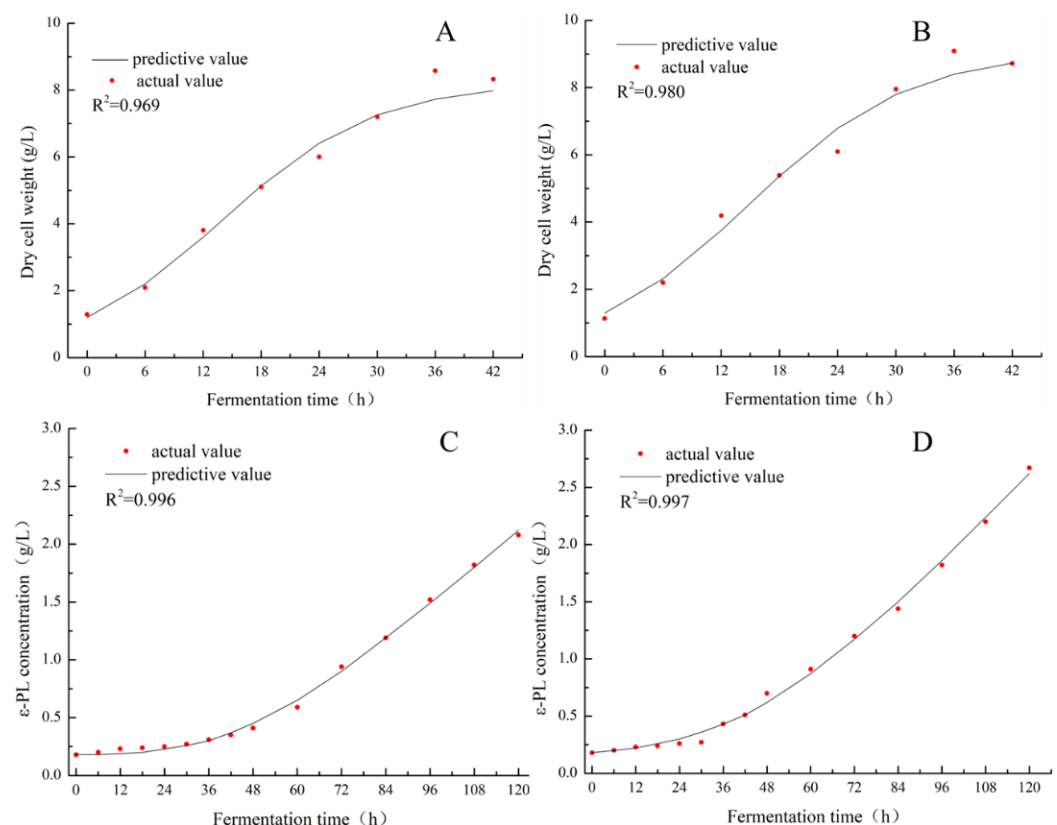 A
predictive value
actual value
R²=0.969
Dry cell weight (g/L)
10
8
6
4
2
0
0 6 12 18 24 30 36 42
Fermentation time（h）
B
predictive value
actual value
R²=0.980
Dry cell weight (g/L)
10
8
6
4
2
0
0 6 12 18 24 30 36 42
Fermentation time（h）
C
actual value
predictive value
R²=0.996
ε-PL concentration（g/L）
3.0
2.5
2.0
1.5
1.0
0.5
0.0
0 12 24 36 48 60 72 84 96 108 120
Fermentation time（h）
D
actual value
predictive value
R²=0.997
ε-PL concentration（g/L）
3.0
2.5
2.0
1.5
1.0
0.5
0.0
0 12 24 36 48 60 72 84 96 108 120
Fermentation time（h）